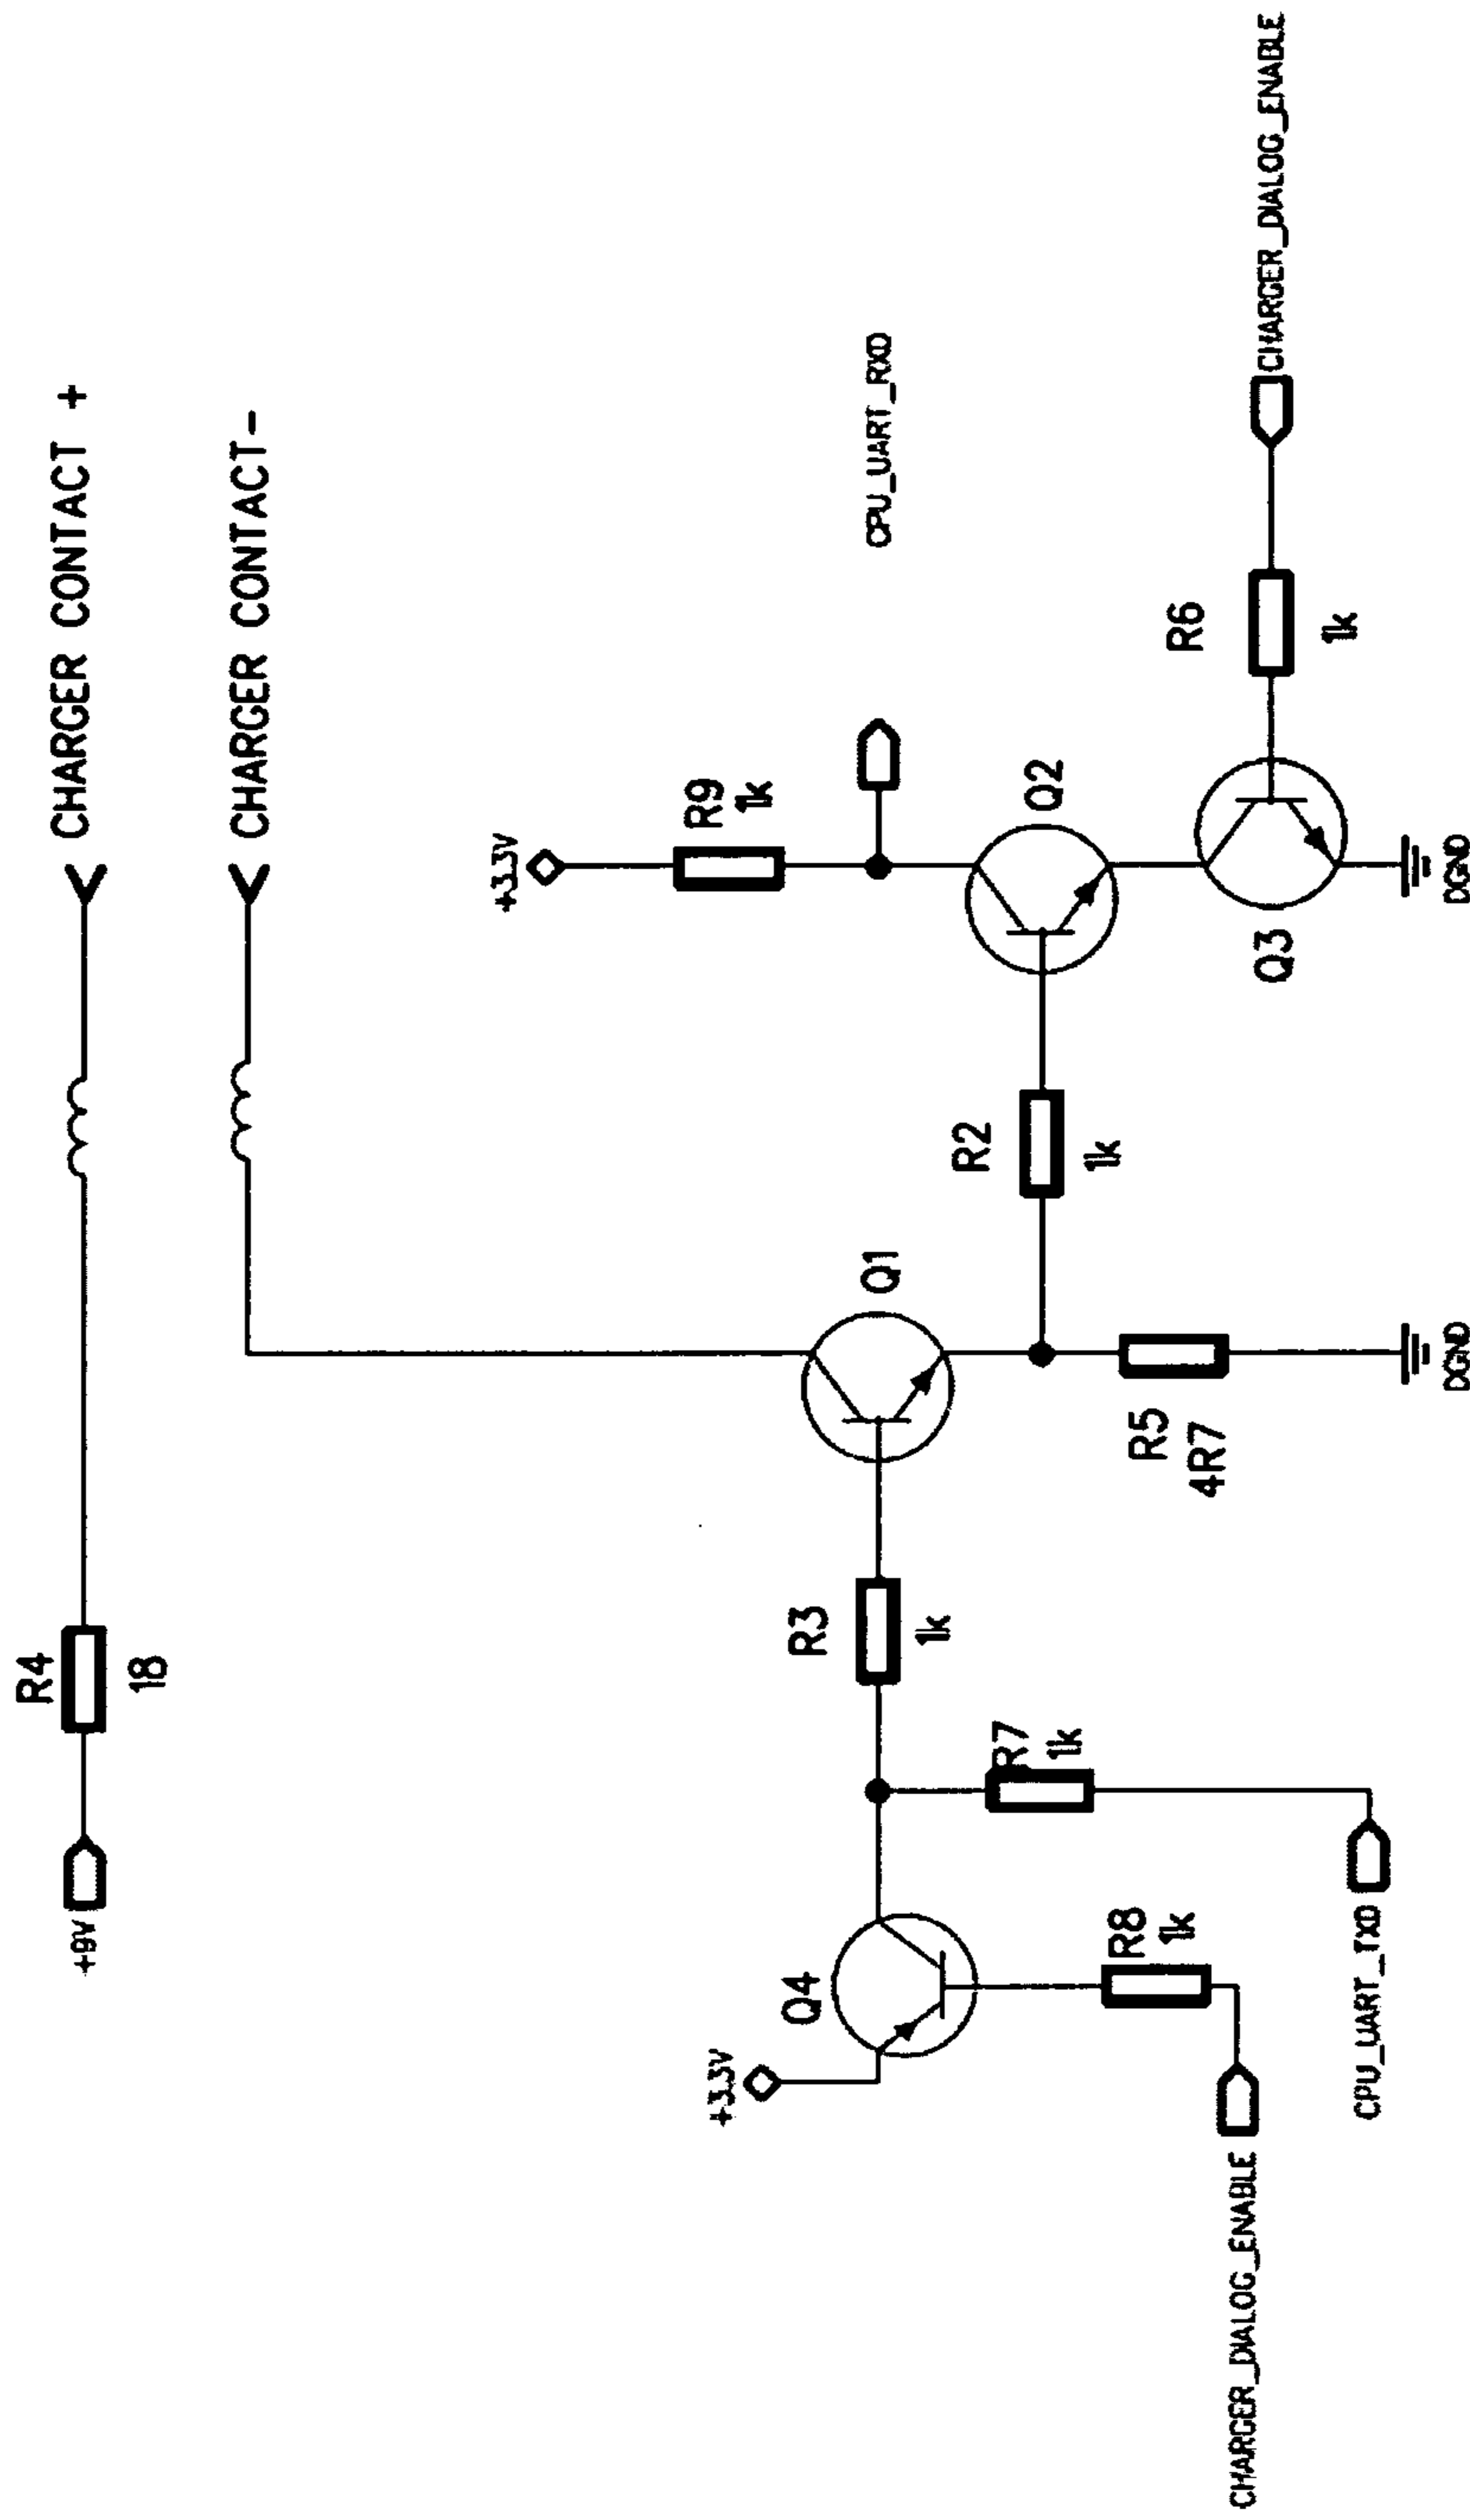 CHARGER CONTACT +
CHARGER CONTACT-
R4
18
+9V
+3.3V
R9
1k
CPU_UART_RXD
Q2
R2
1k
R6
1k
CHARGER_DIALOG_ENABLE
Q3
DGND
Q1
R3
1k
R5
4R7
DGND
R7
1k
Q4
+3.3V
R8
1k
CPU_UART_TXD
CHARGER_DIALOG_ENABLE